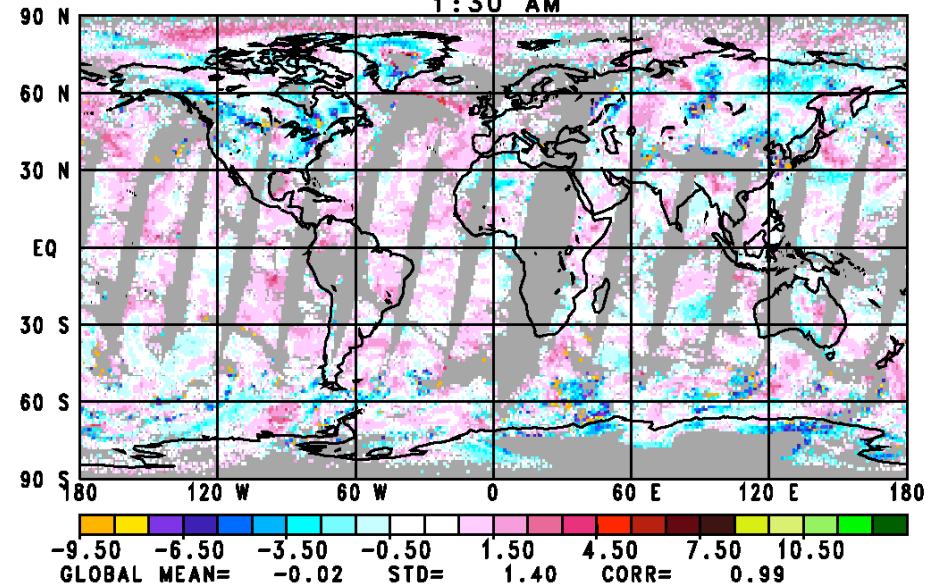 1:30 AM
90 N
60 N
30 N
EQ
30 S
60 S
90 S
180 120 W 60 W 0 60 E 120 E 180
-9.50 -6.50 -3.50 -0.50 1.50 4.50 7.50 10.50
GLOBAL MEAN= -0.02 STD= 1.40 CORR= 0.99